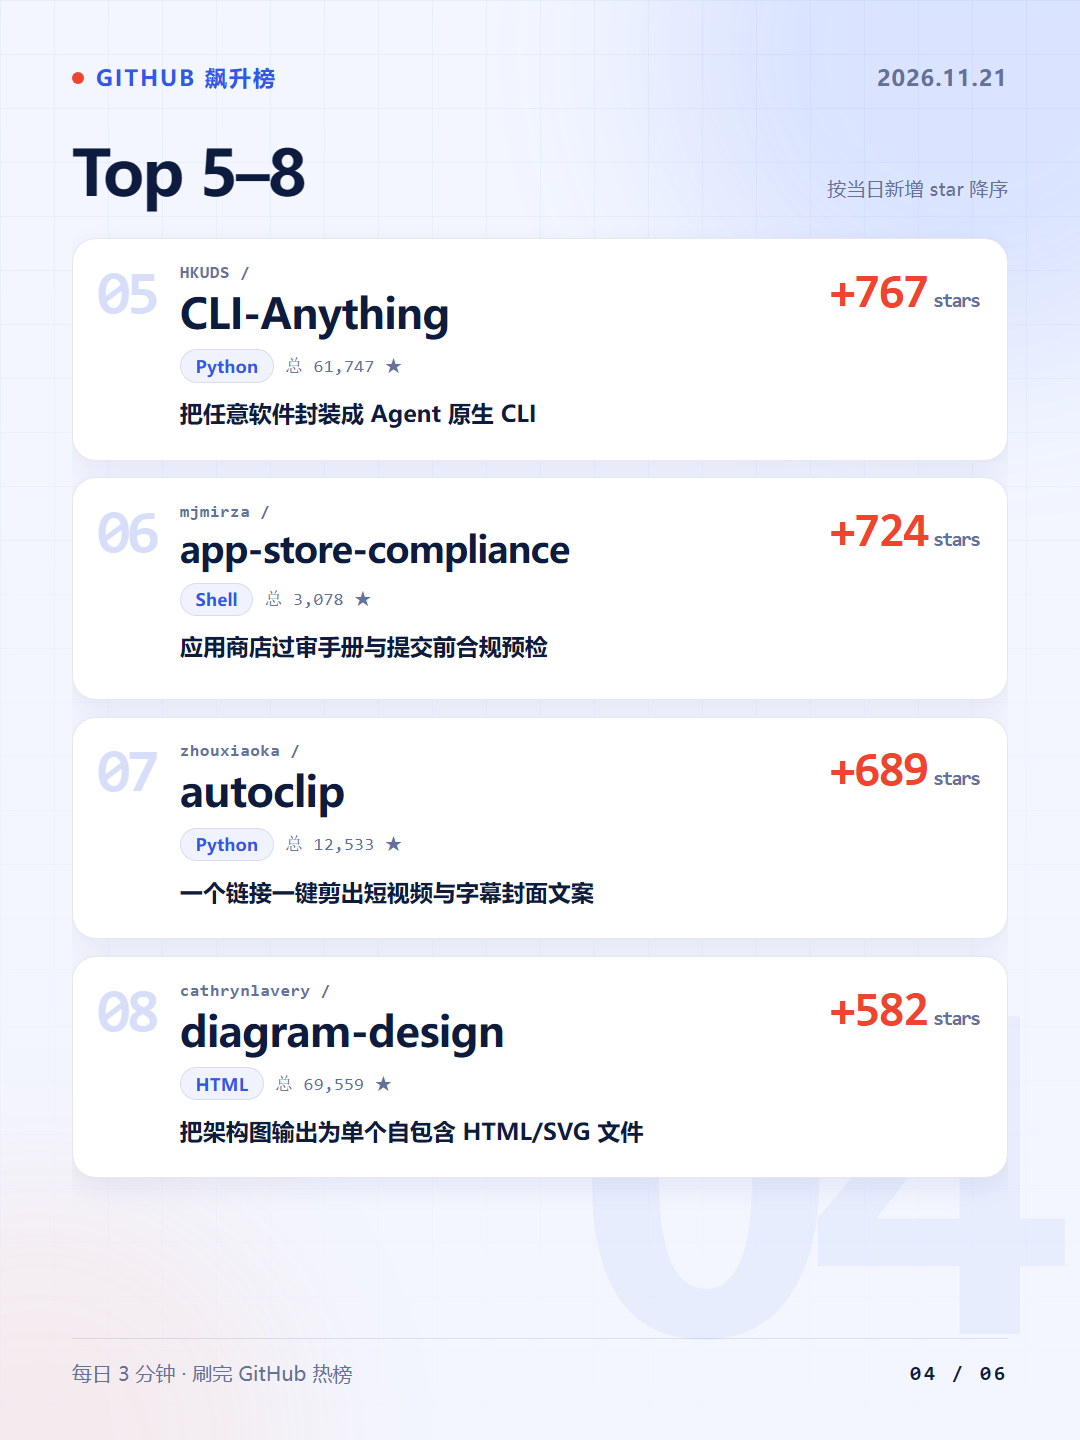 GITHUB 飙升榜
2026.11.21
Top 5–8
按当日新增 star 降序
05
HKUDS /
CLI-Anything
+767 stars
Python 总 61,747 ★
把任意软件封装成 Agent 原生 CLI
06
mjmirza /
app-store-compliance
+724 stars
Shell 总 3,078 ★
应用商店过审手册与提交前合规预检
07
zhouxiaoka /
autoclip
+689 stars
Python 总 12,533 ★
一个链接一键剪出短视频与字幕封面文案
08
cathrynlavery /
diagram-design
+582 stars
HTML 总 69,559 ★
把架构图输出为单个自包含 HTML/SVG 文件
04
每日 3 分钟 · 刷完 GitHub 热榜
04 / 06